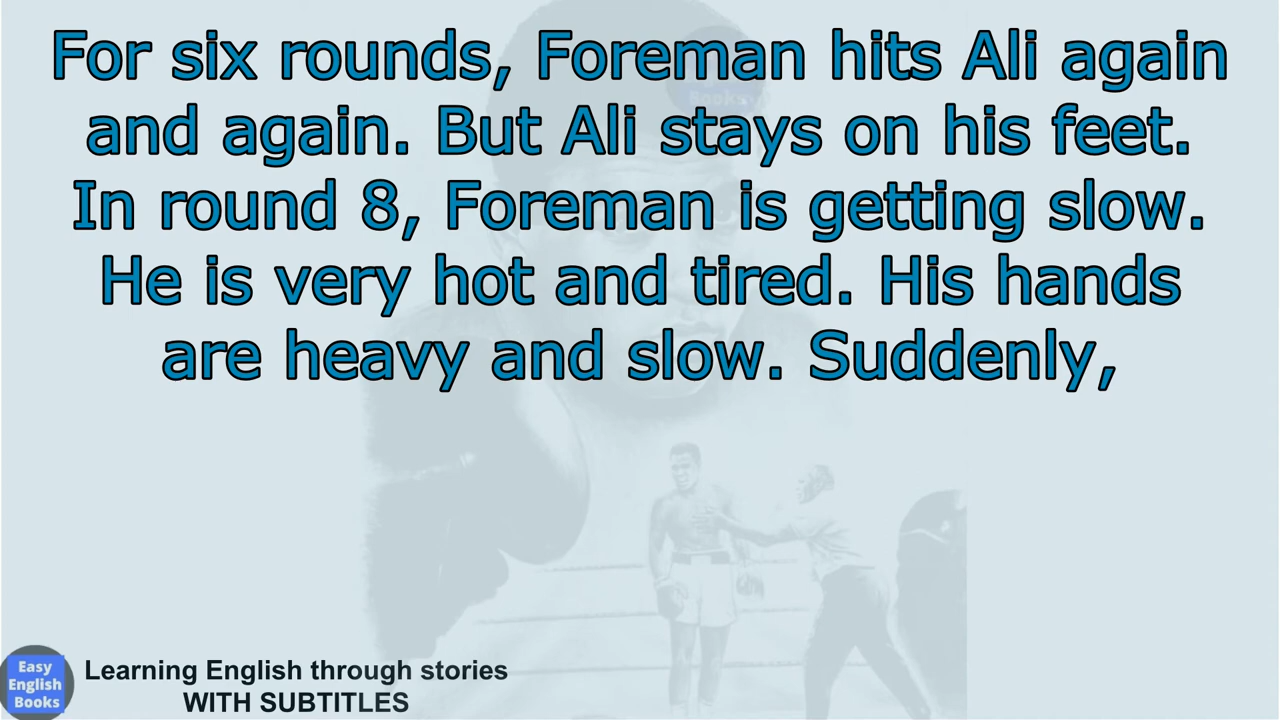 For six rounds, Foreman hits Ali again
and again. But Ali stays on his feet.
In round 8, Foreman is getting slow.
He is very hot and tired. His hands
are heavy and slow. Suddenly,
Books
Easy
English
Books
Learning English through stories
WITH SUBTITLES